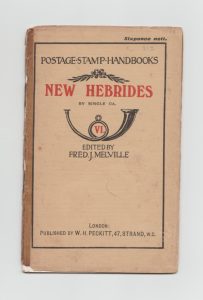 Sixpence nett.
POSTAGE-STAMP-HANDBOOKS
NEW HEBRIDES
BY SINGLE CA.
VI.
EDITED BY
FRED. J. MELVILLE
LONDON:
PUBLISHED BY W. H. PECKITT, 47, STRAND, W.C.